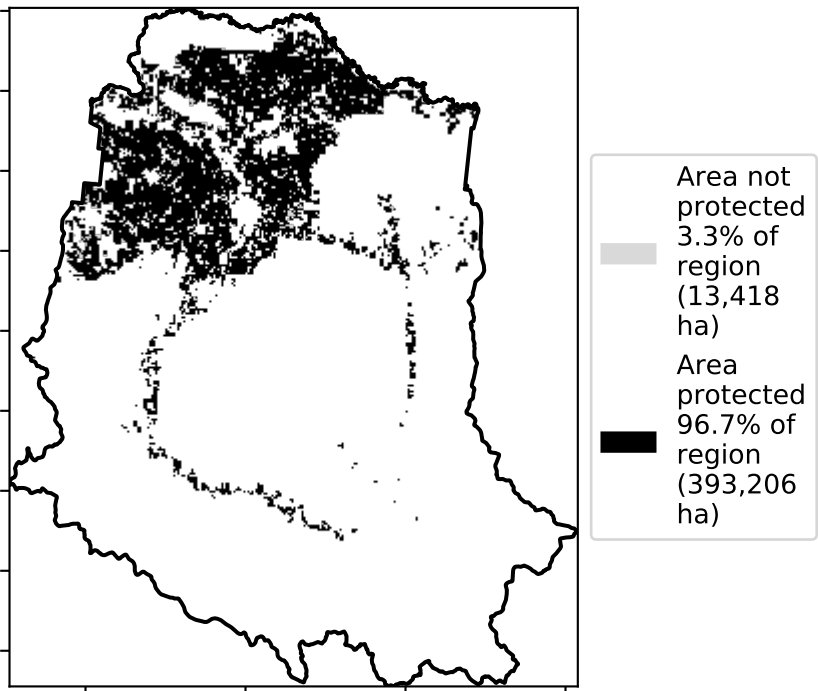 Area not
protected
3.3% of
region
(13,418
ha)
Area
protected
96.7% of
region
(393,206
ha)